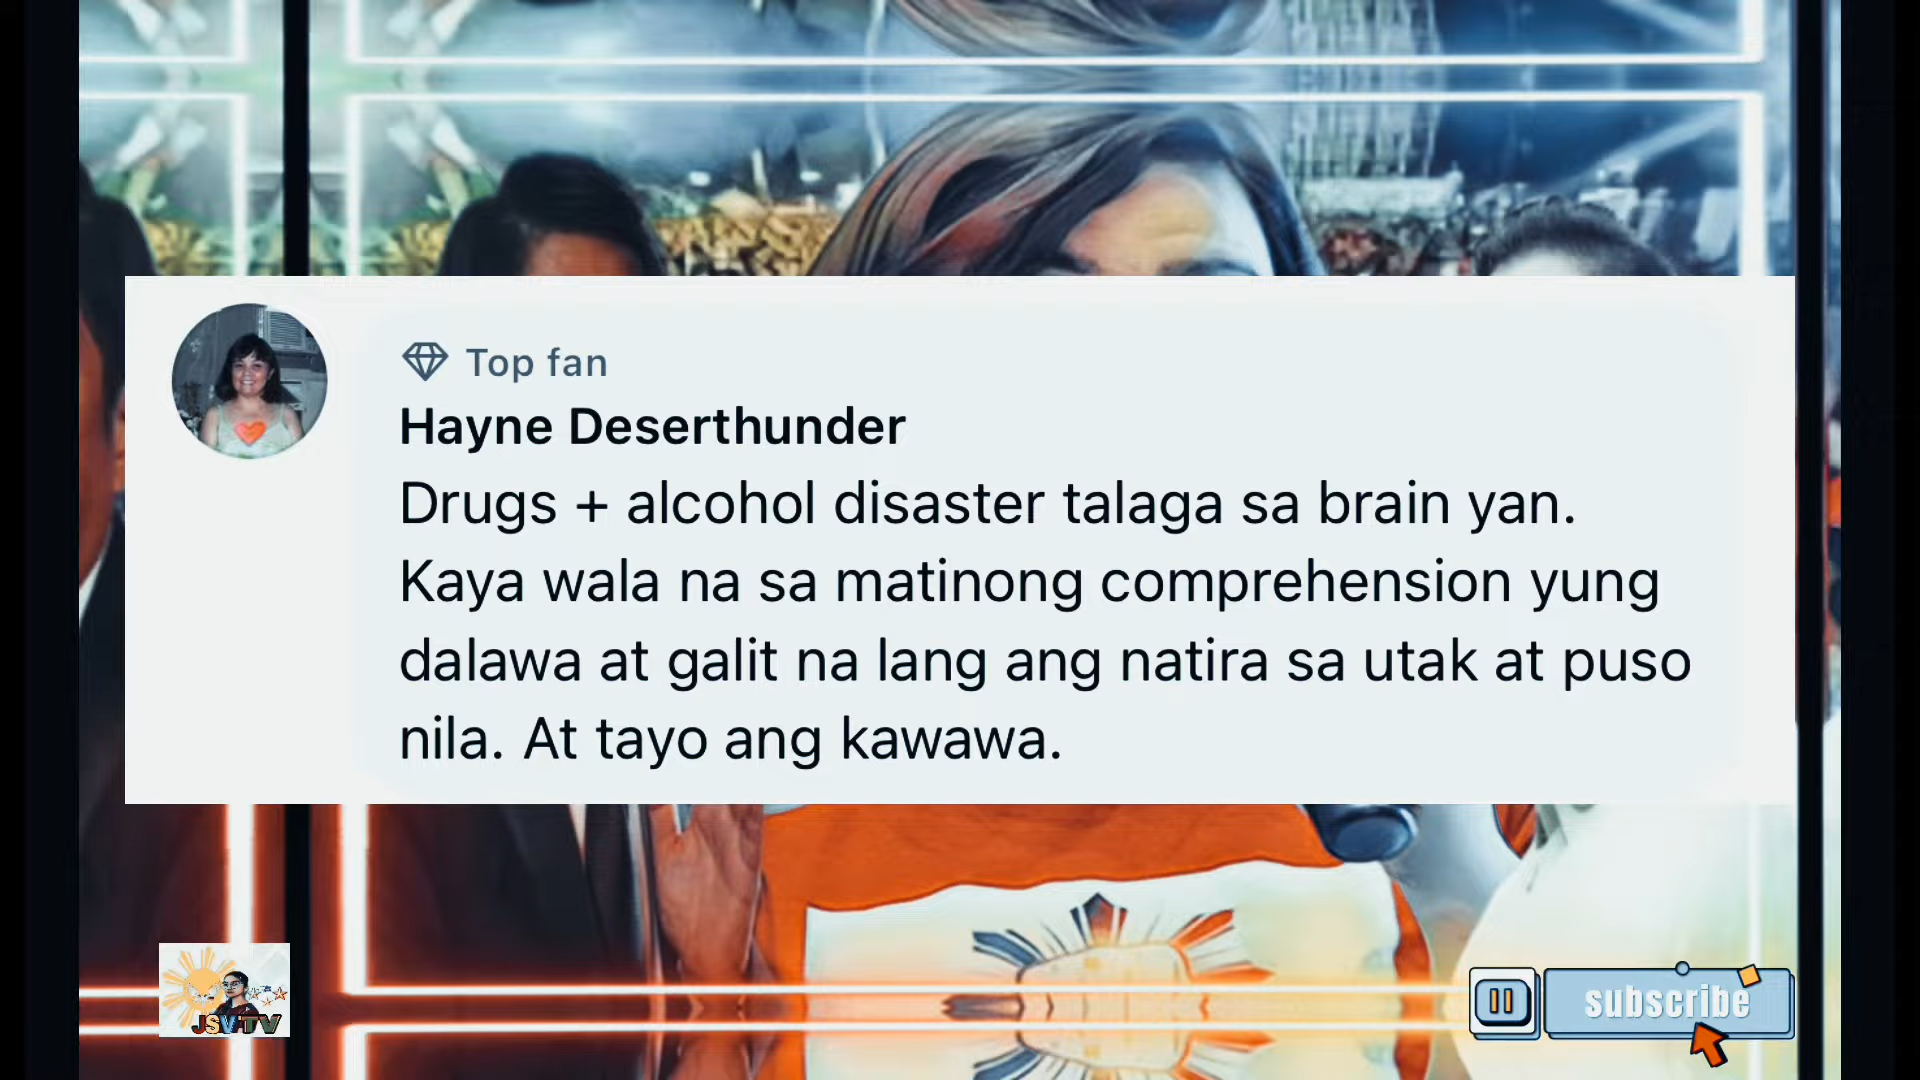 Top fan
Hayne Deserthunder
Drugs + alcohol disaster talaga sa brain yan.
Kaya wala na sa matinong comprehension yung
dalawa at galit na lang ang natira sa utak at puso
nila. At tayo ang kawawa.
JSV TV
subscribe